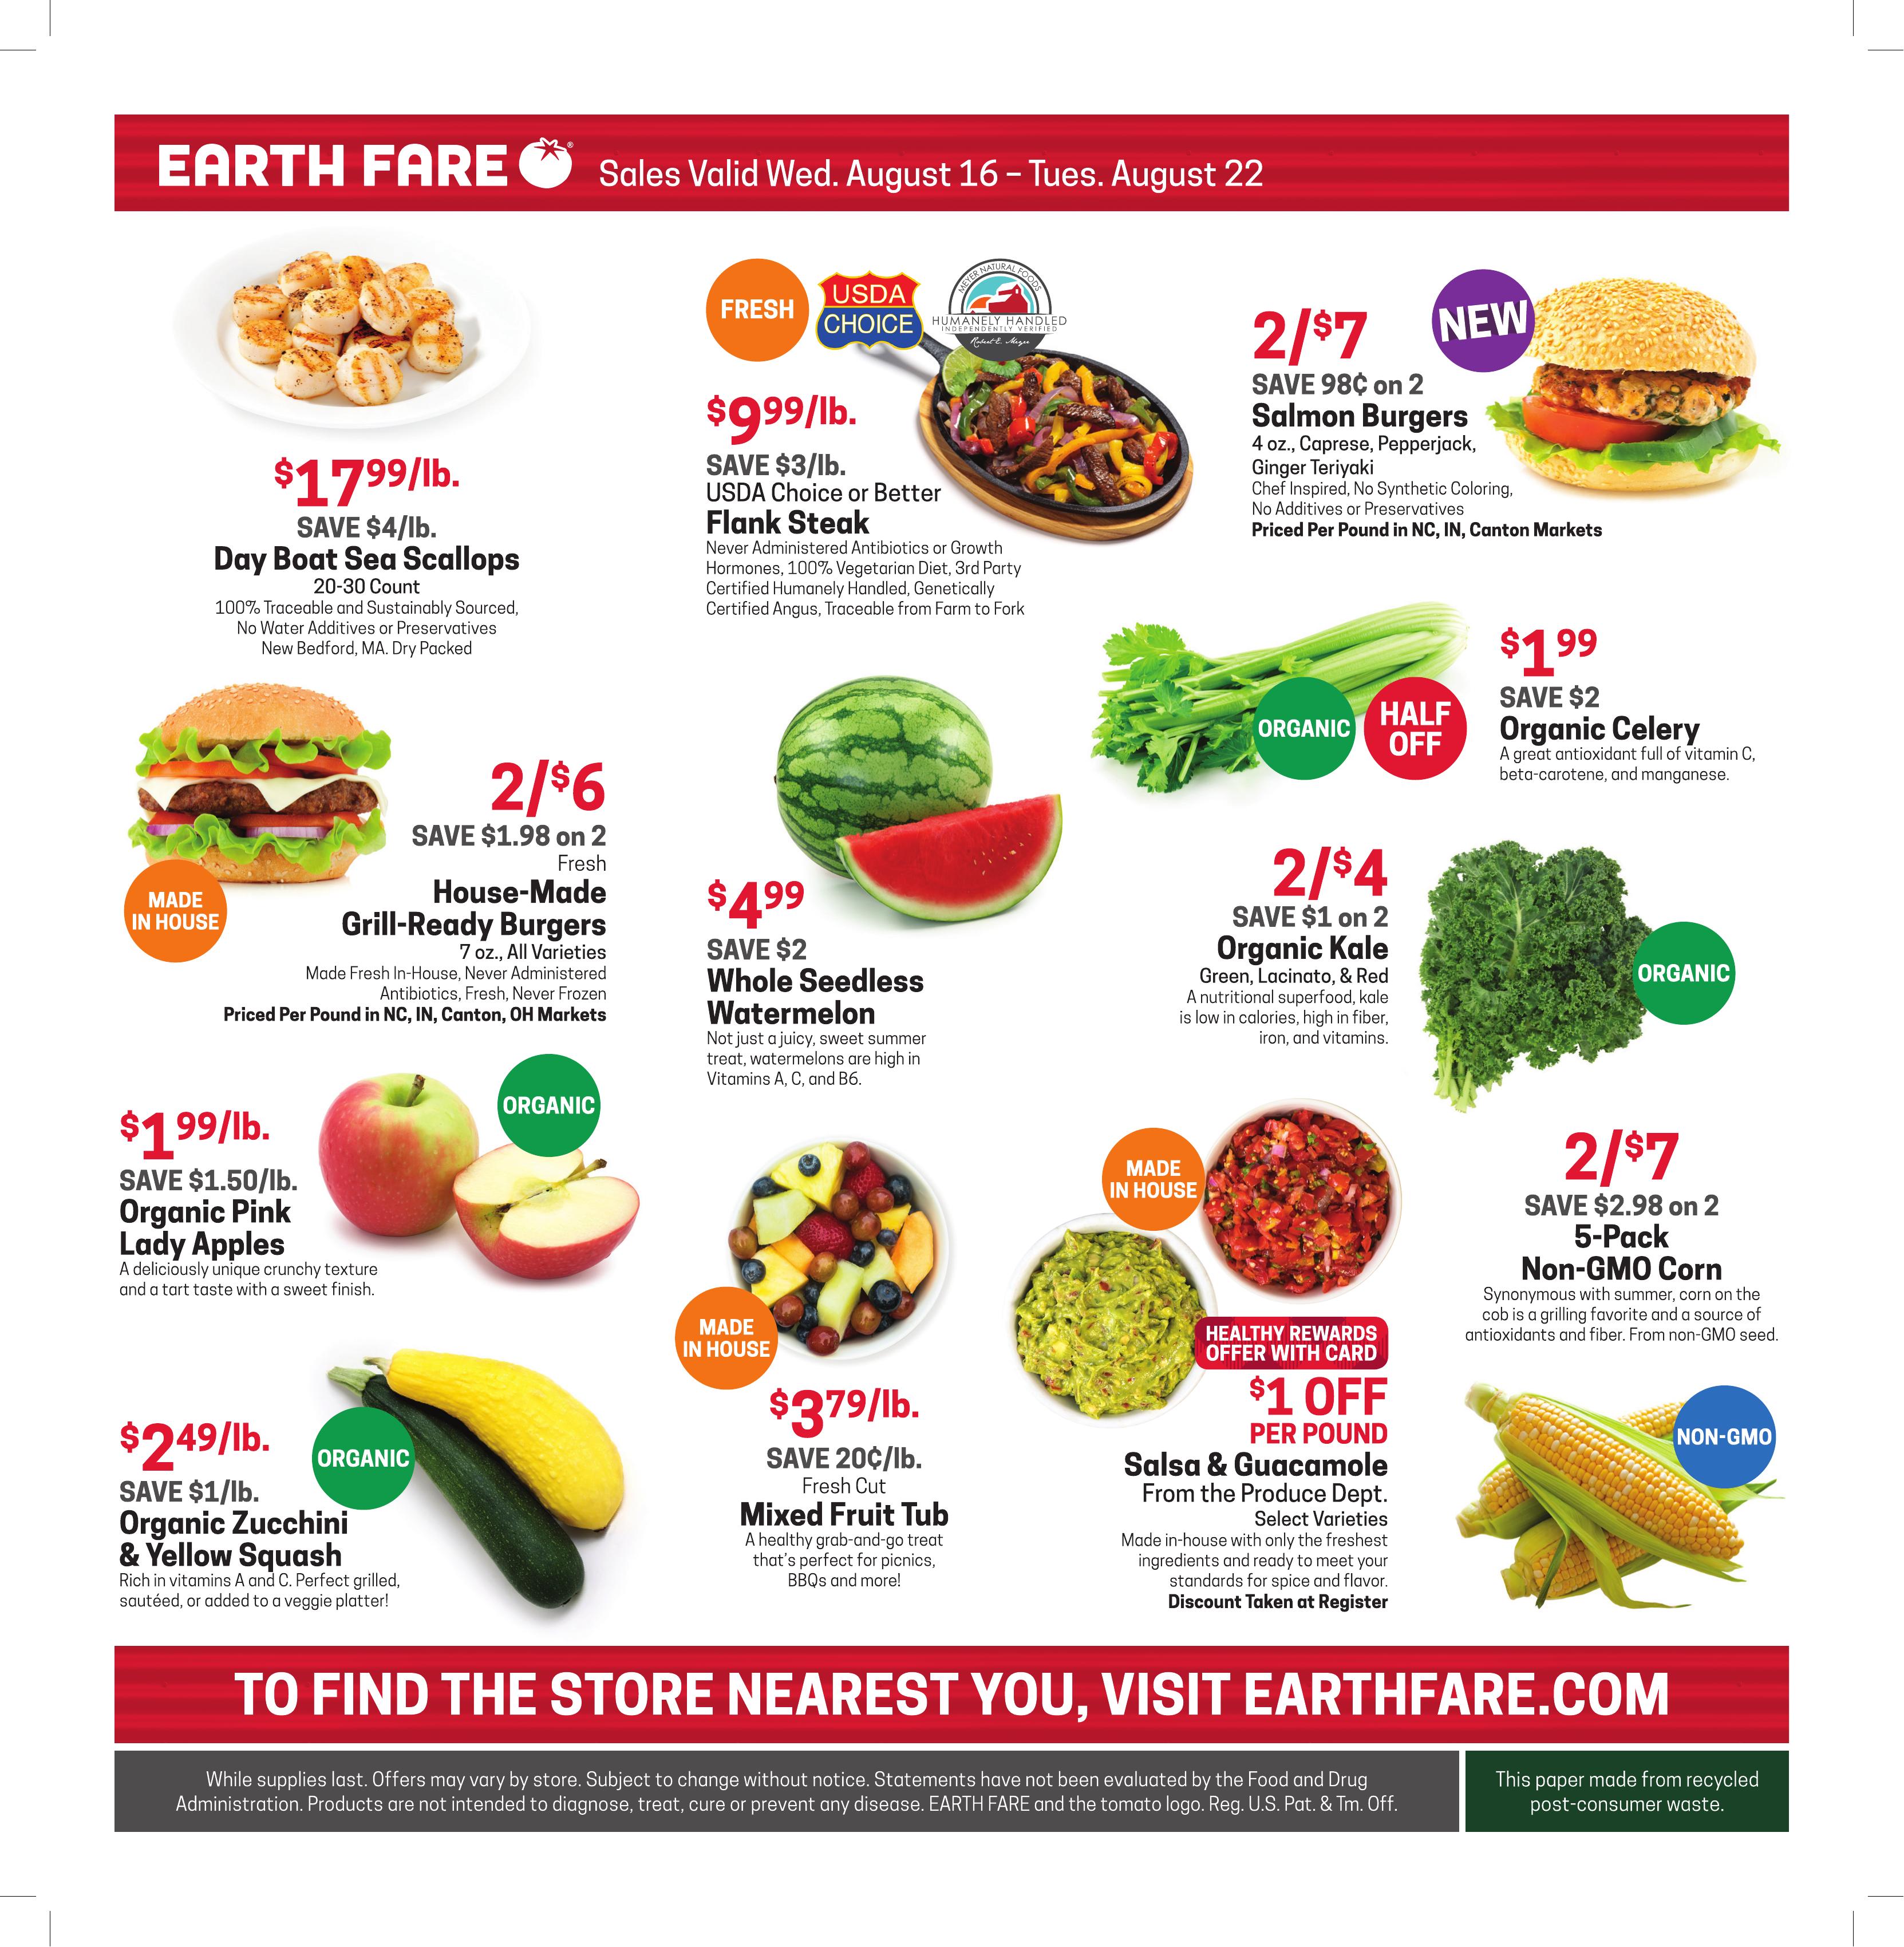 EARTH FARE® Sales Valid Wed. August 16 – Tues. August 22
$17 99/lb.
SAVE $4/lb.
Day Boat Sea Scallops
20-30 Count
100% Traceable and Sustainably Sourced,
No Water Additives or Preservatives
New Bedford, MA. Dry Packed
FRESH
USDA
CHOICE
MEYER NATURAL FOODS
HUMANELY HANDLED
INDEPENDENTLY VERIFIED
Robert E. Meyer
$9 99/lb.
SAVE $3/lb.
USDA Choice or Better
Flank Steak
Never Administered Antibiotics or Growth
Hormones, 100% Vegetarian Diet, 3rd Party
Certified Humanely Handled, Genetically
Certified Angus, Traceable from Farm to Fork
NEW
2/$7
SAVE 98¢ on 2
Salmon Burgers
4 oz., Caprese, Pepperjack,
Ginger Teriyaki
Chef Inspired, No Synthetic Coloring,
No Additives or Preservatives
Priced Per Pound in NC, IN, Canton Markets
ORGANIC
HALF
OFF
$1 99
SAVE $2
Organic Celery
A great antioxidant full of vitamin C,
beta-carotene, and manganese.
MADE
IN HOUSE
2/$6
SAVE $1.98 on 2
Fresh
House-Made
Grill-Ready Burgers
7 oz., All Varieties
Made Fresh In-House, Never Administered
Antibiotics, Fresh, Never Frozen
Priced Per Pound in NC, IN, Canton, OH Markets
$4 99
SAVE $2
Whole Seedless
Watermelon
Not just a juicy, sweet summer
treat, watermelons are high in
Vitamins A, C, and B6.
2/$4
SAVE $1 on 2
Organic Kale
Green, Lacinato, & Red
A nutritional superfood, kale
is low in calories, high in fiber,
iron, and vitamins.
ORGANIC
ORGANIC
$1 99/lb.
SAVE $1.50/lb.
Organic Pink
Lady Apples
A deliciously unique crunchy texture
and a tart taste with a sweet finish.
MADE
IN HOUSE
$3 79/lb.
SAVE 20¢/lb.
Fresh Cut
Mixed Fruit Tub
A healthy grab-and-go treat
that's perfect for picnics,
BBQs and more!
MADE
IN HOUSE
HEALTHY REWARDS
OFFER WITH CARD
$1 OFF
PER POUND
Salsa & Guacamole
From the Produce Dept.
Select Varieties
Made in-house with only the freshest
ingredients and ready to meet your
standards for spice and flavor.
Discount Taken at Register
2/$7
SAVE $2.98 on 2
5-Pack
Non-GMO Corn
Synonymous with summer, corn on the
cob is a grilling favorite and a source of
antioxidants and fiber. From non-GMO seed.
NON-GMO
ORGANIC
$2 49/lb.
SAVE $1/lb.
Organic Zucchini
& Yellow Squash
Rich in vitamins A and C. Perfect grilled,
sautéed, or added to a veggie platter!
TO FIND THE STORE NEAREST YOU, VISIT EARTHFARE.COM
While supplies last. Offers may vary by store. Subject to change without notice. Statements have not been evaluated by the Food and Drug
Administration. Products are not intended to diagnose, treat, cure or prevent any disease. EARTH FARE and the tomato logo. Reg. U.S. Pat. & Tm. Off.
This paper made from recycled
post-consumer waste.